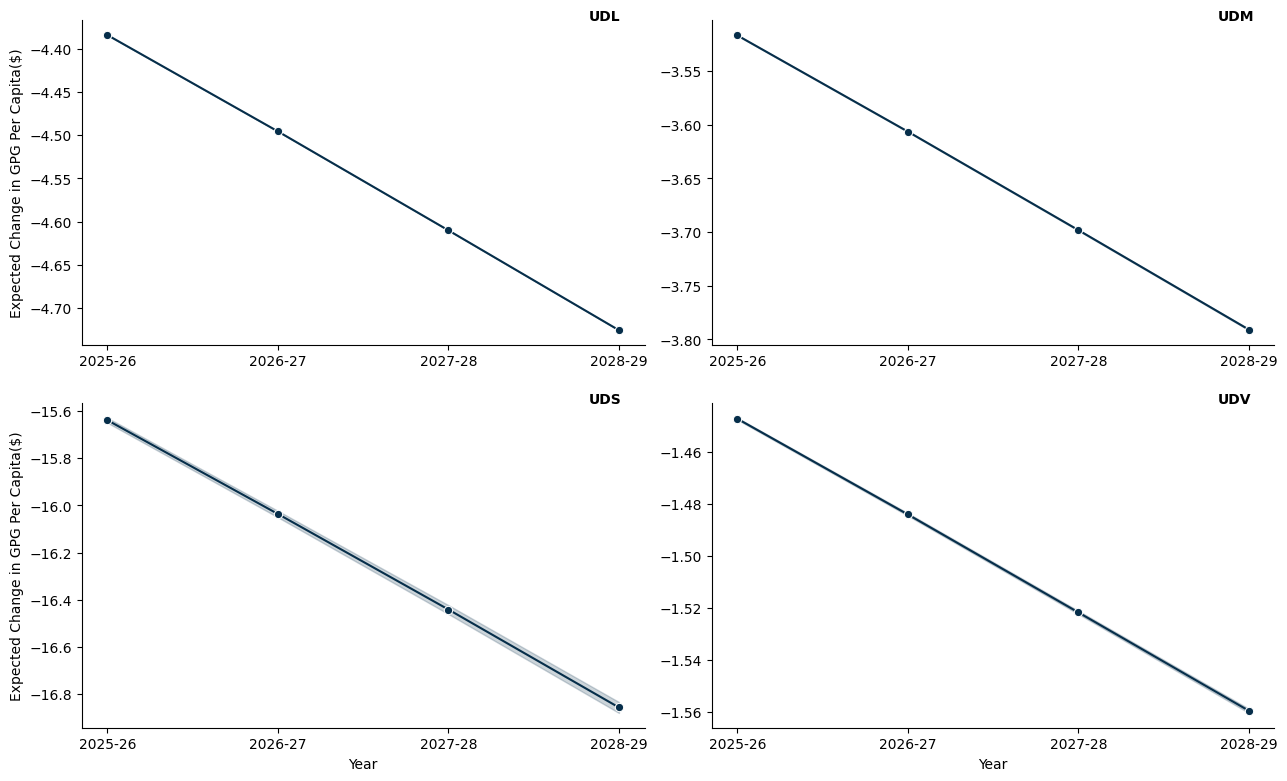 UDL
Expected Change in GPG Per Capita($)
−4.40
−4.45
−4.50
−4.55
−4.60
−4.65
−4.70
2025-26 2026-27 2027-28 2028-29
UDM
−3.55
−3.60
−3.65
−3.70
−3.75
−3.80
2025-26 2026-27 2027-28 2028-29
UDS
Expected Change in GPG Per Capita($)
−15.6
−15.8
−16.0
−16.2
−16.4
−16.6
−16.8
2025-26 2026-27 2027-28 2028-29
Year
UDV
−1.46
−1.48
−1.50
−1.52
−1.54
−1.56
2025-26 2026-27 2027-28 2028-29
Year